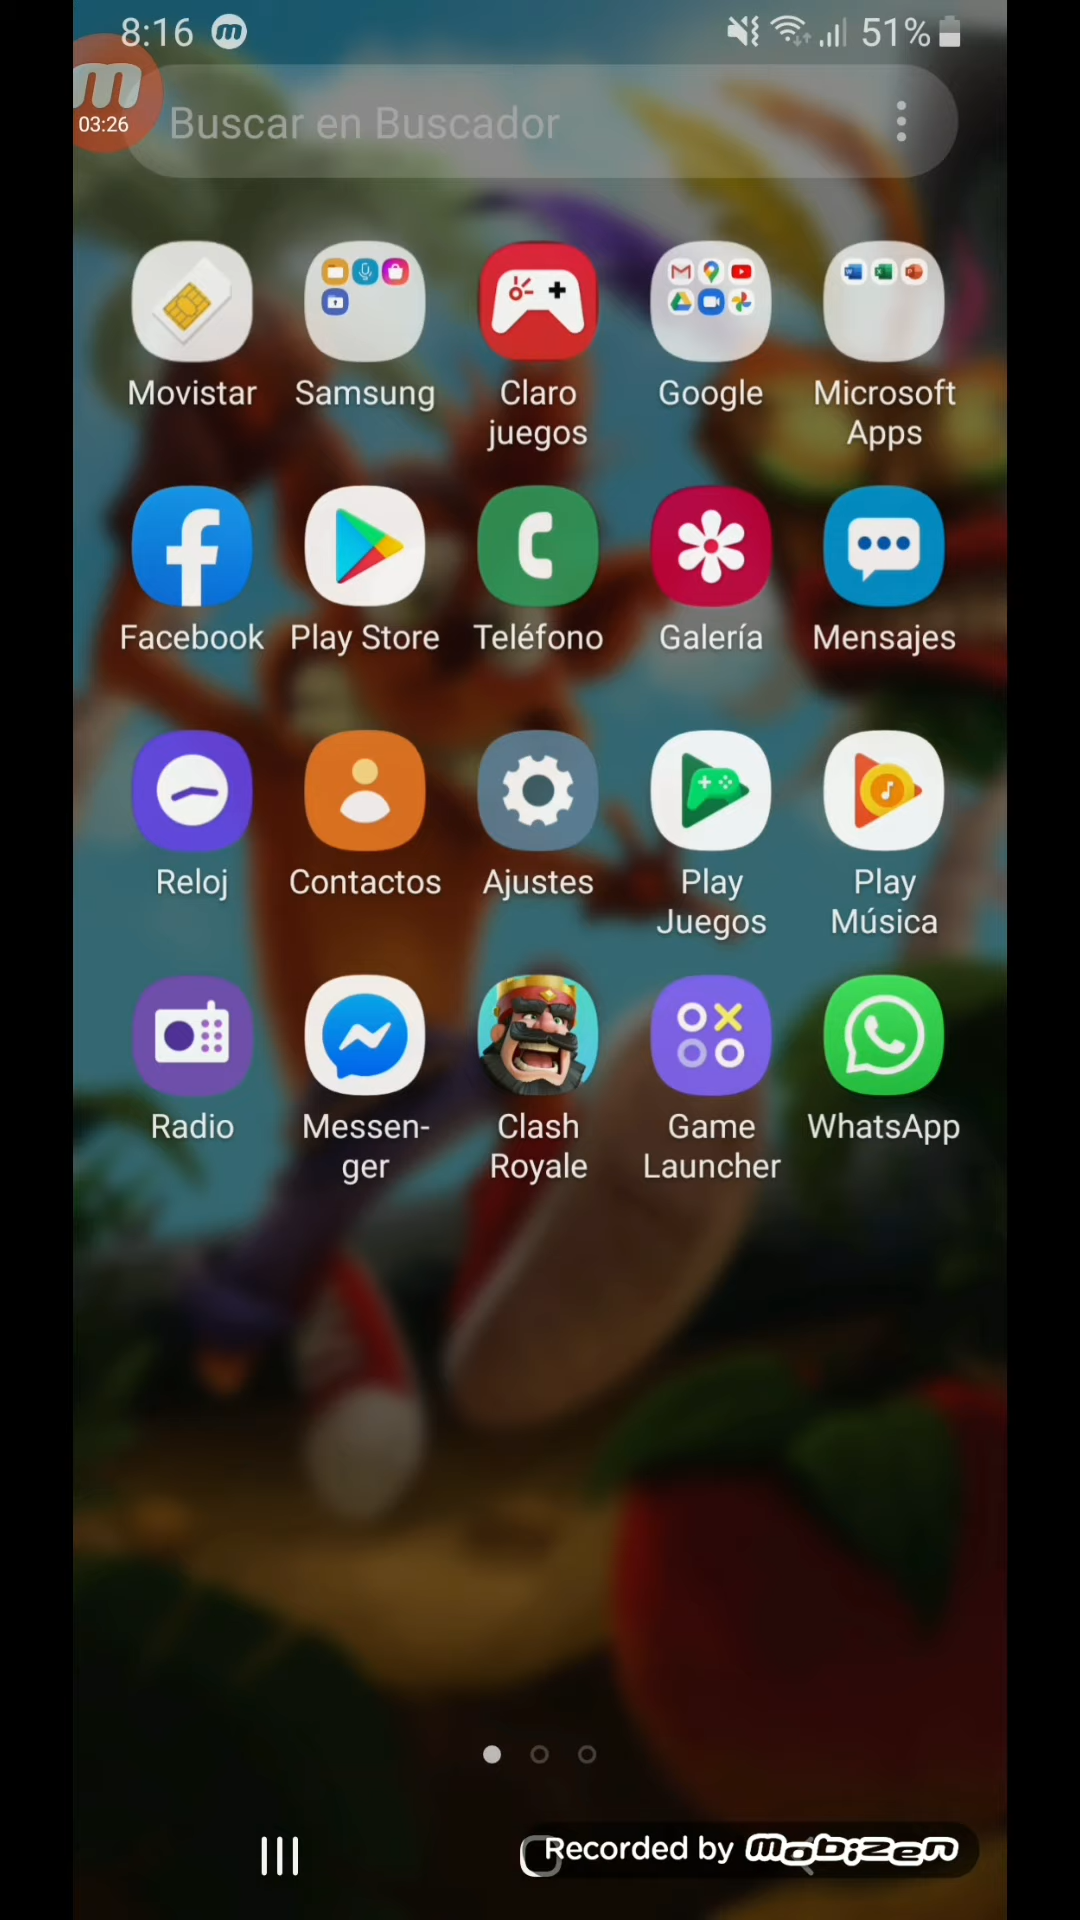 8:16 m 51%
m
03:26
Buscar en Buscador
Movistar
Samsung
Claro
juegos
Google
Microsoft
Apps
Facebook
Play Store
Teléfono
Galería
Mensajes
Reloj
Contactos
Ajustes
Play
Juegos
Play
Música
Radio
Messen-
ger
Clash
Royale
Game
Launcher
WhatsApp
Recorded by mobizen